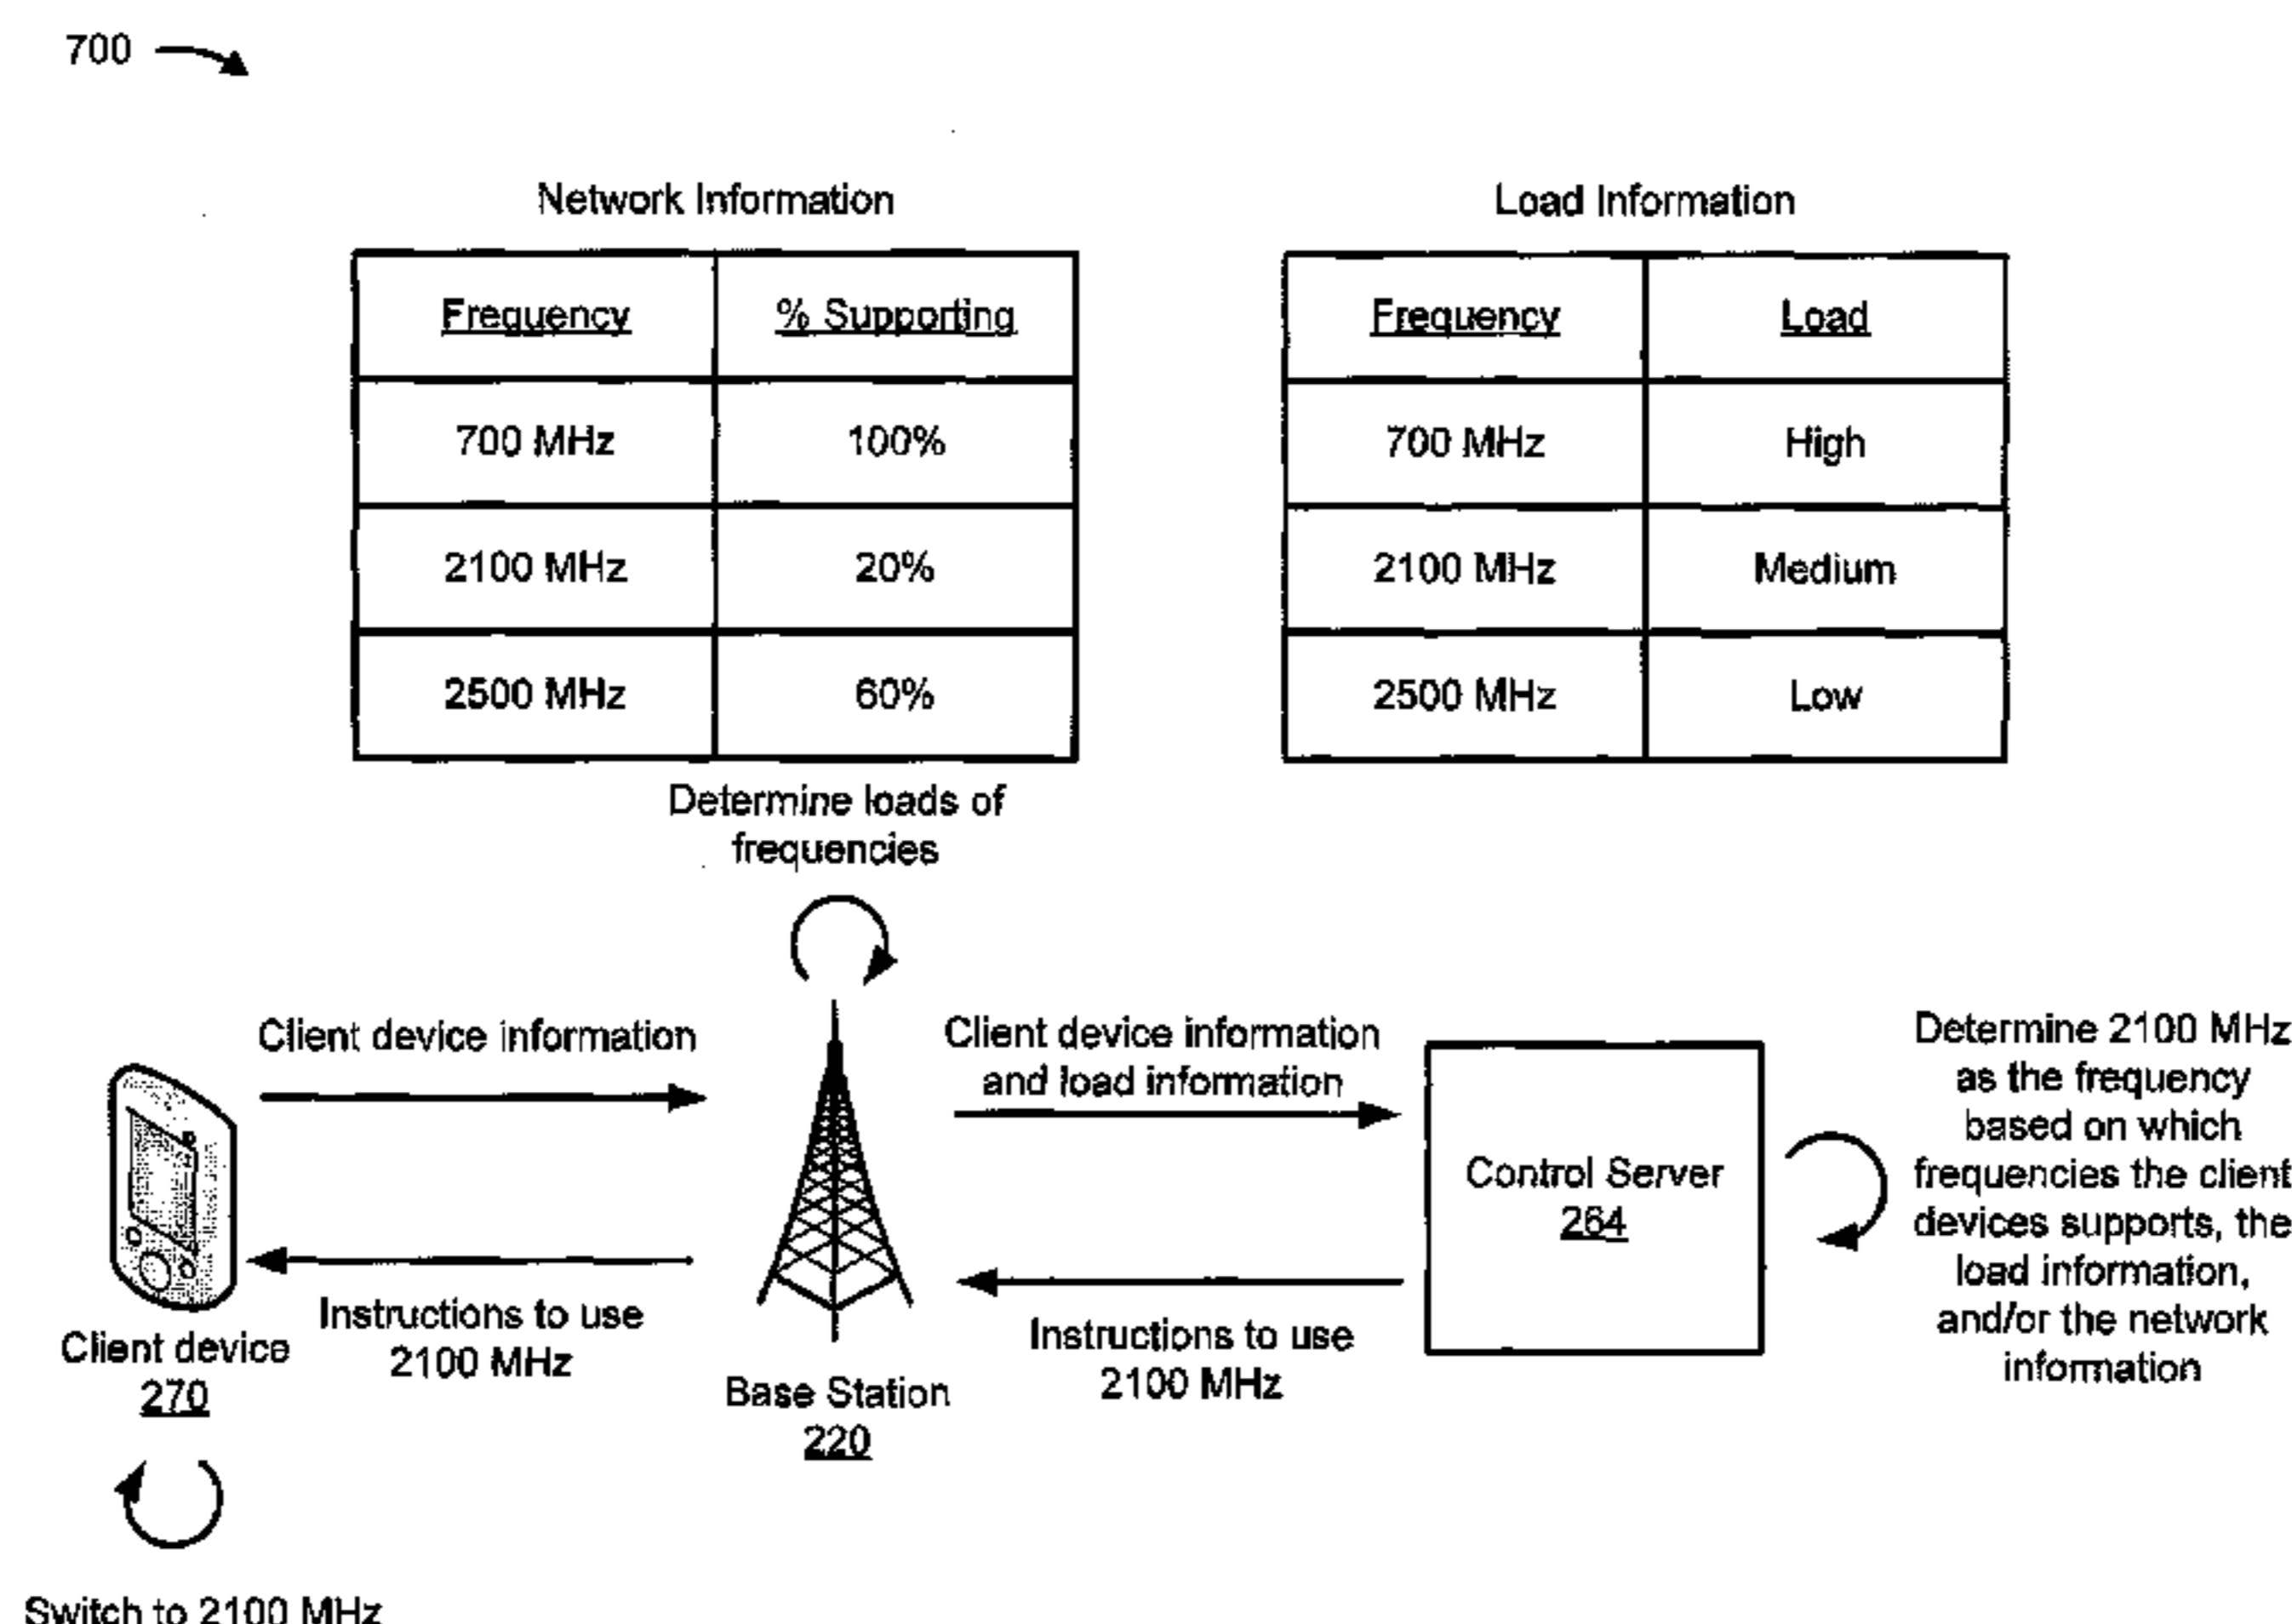 700
Network Information
Frequency % Supporting
700 MHz 100%
2100 MHz 20%
2500 MHz 60%
Load Information
Frequency Load
700 MHz High
2100 MHz Medium
2500 MHz Low
Determine loads of
frequencies
Client device information
Client device information
and load information
Control Server
264
Determine 2100 MHz
as the frequency
based on which
frequencies the client
devices supports, the
load information,
and/or the network
information
Instructions to use
2100 MHz
Instructions to use
2100 MHz
Client device
270
Base Station
220
Switch to 2100 MHz